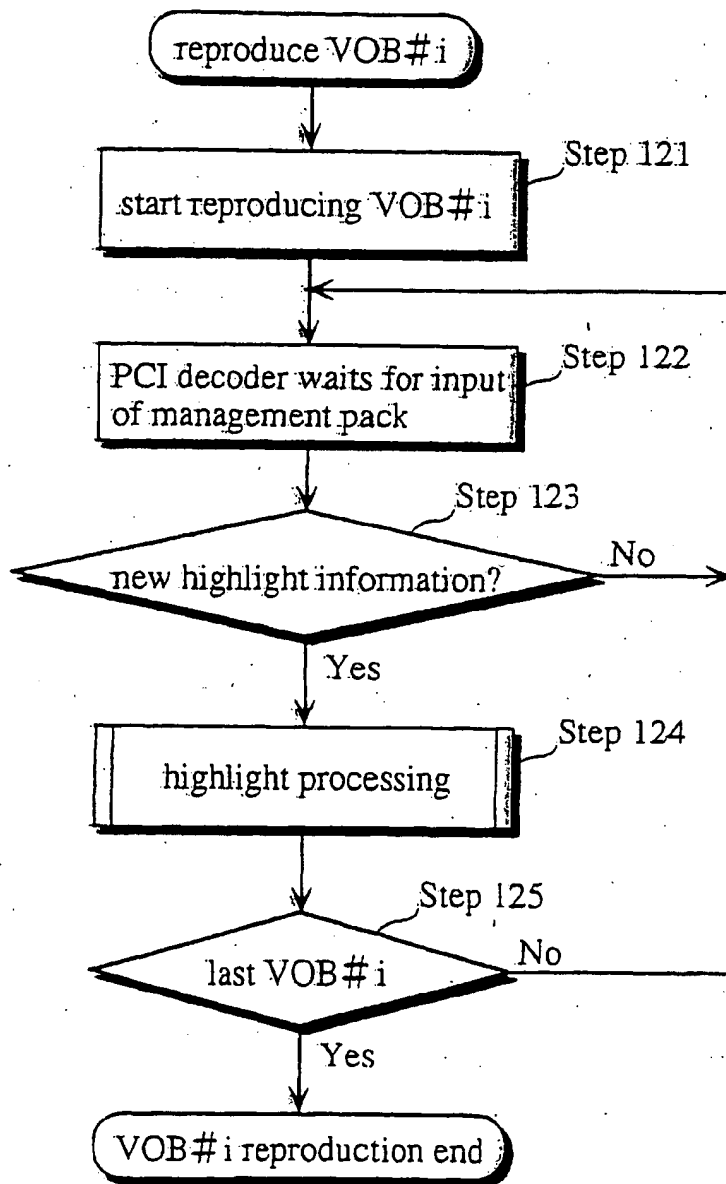 reproduce VOB# i
Step 121
start reproducing VOB# i
Step 122
PCI decoder waits for input
of management pack
Step 123
new highlight information?
No
Yes
Step 124
highlight processing
Step 125
last VOB# i
No
Yes
VOB# i reproduction end